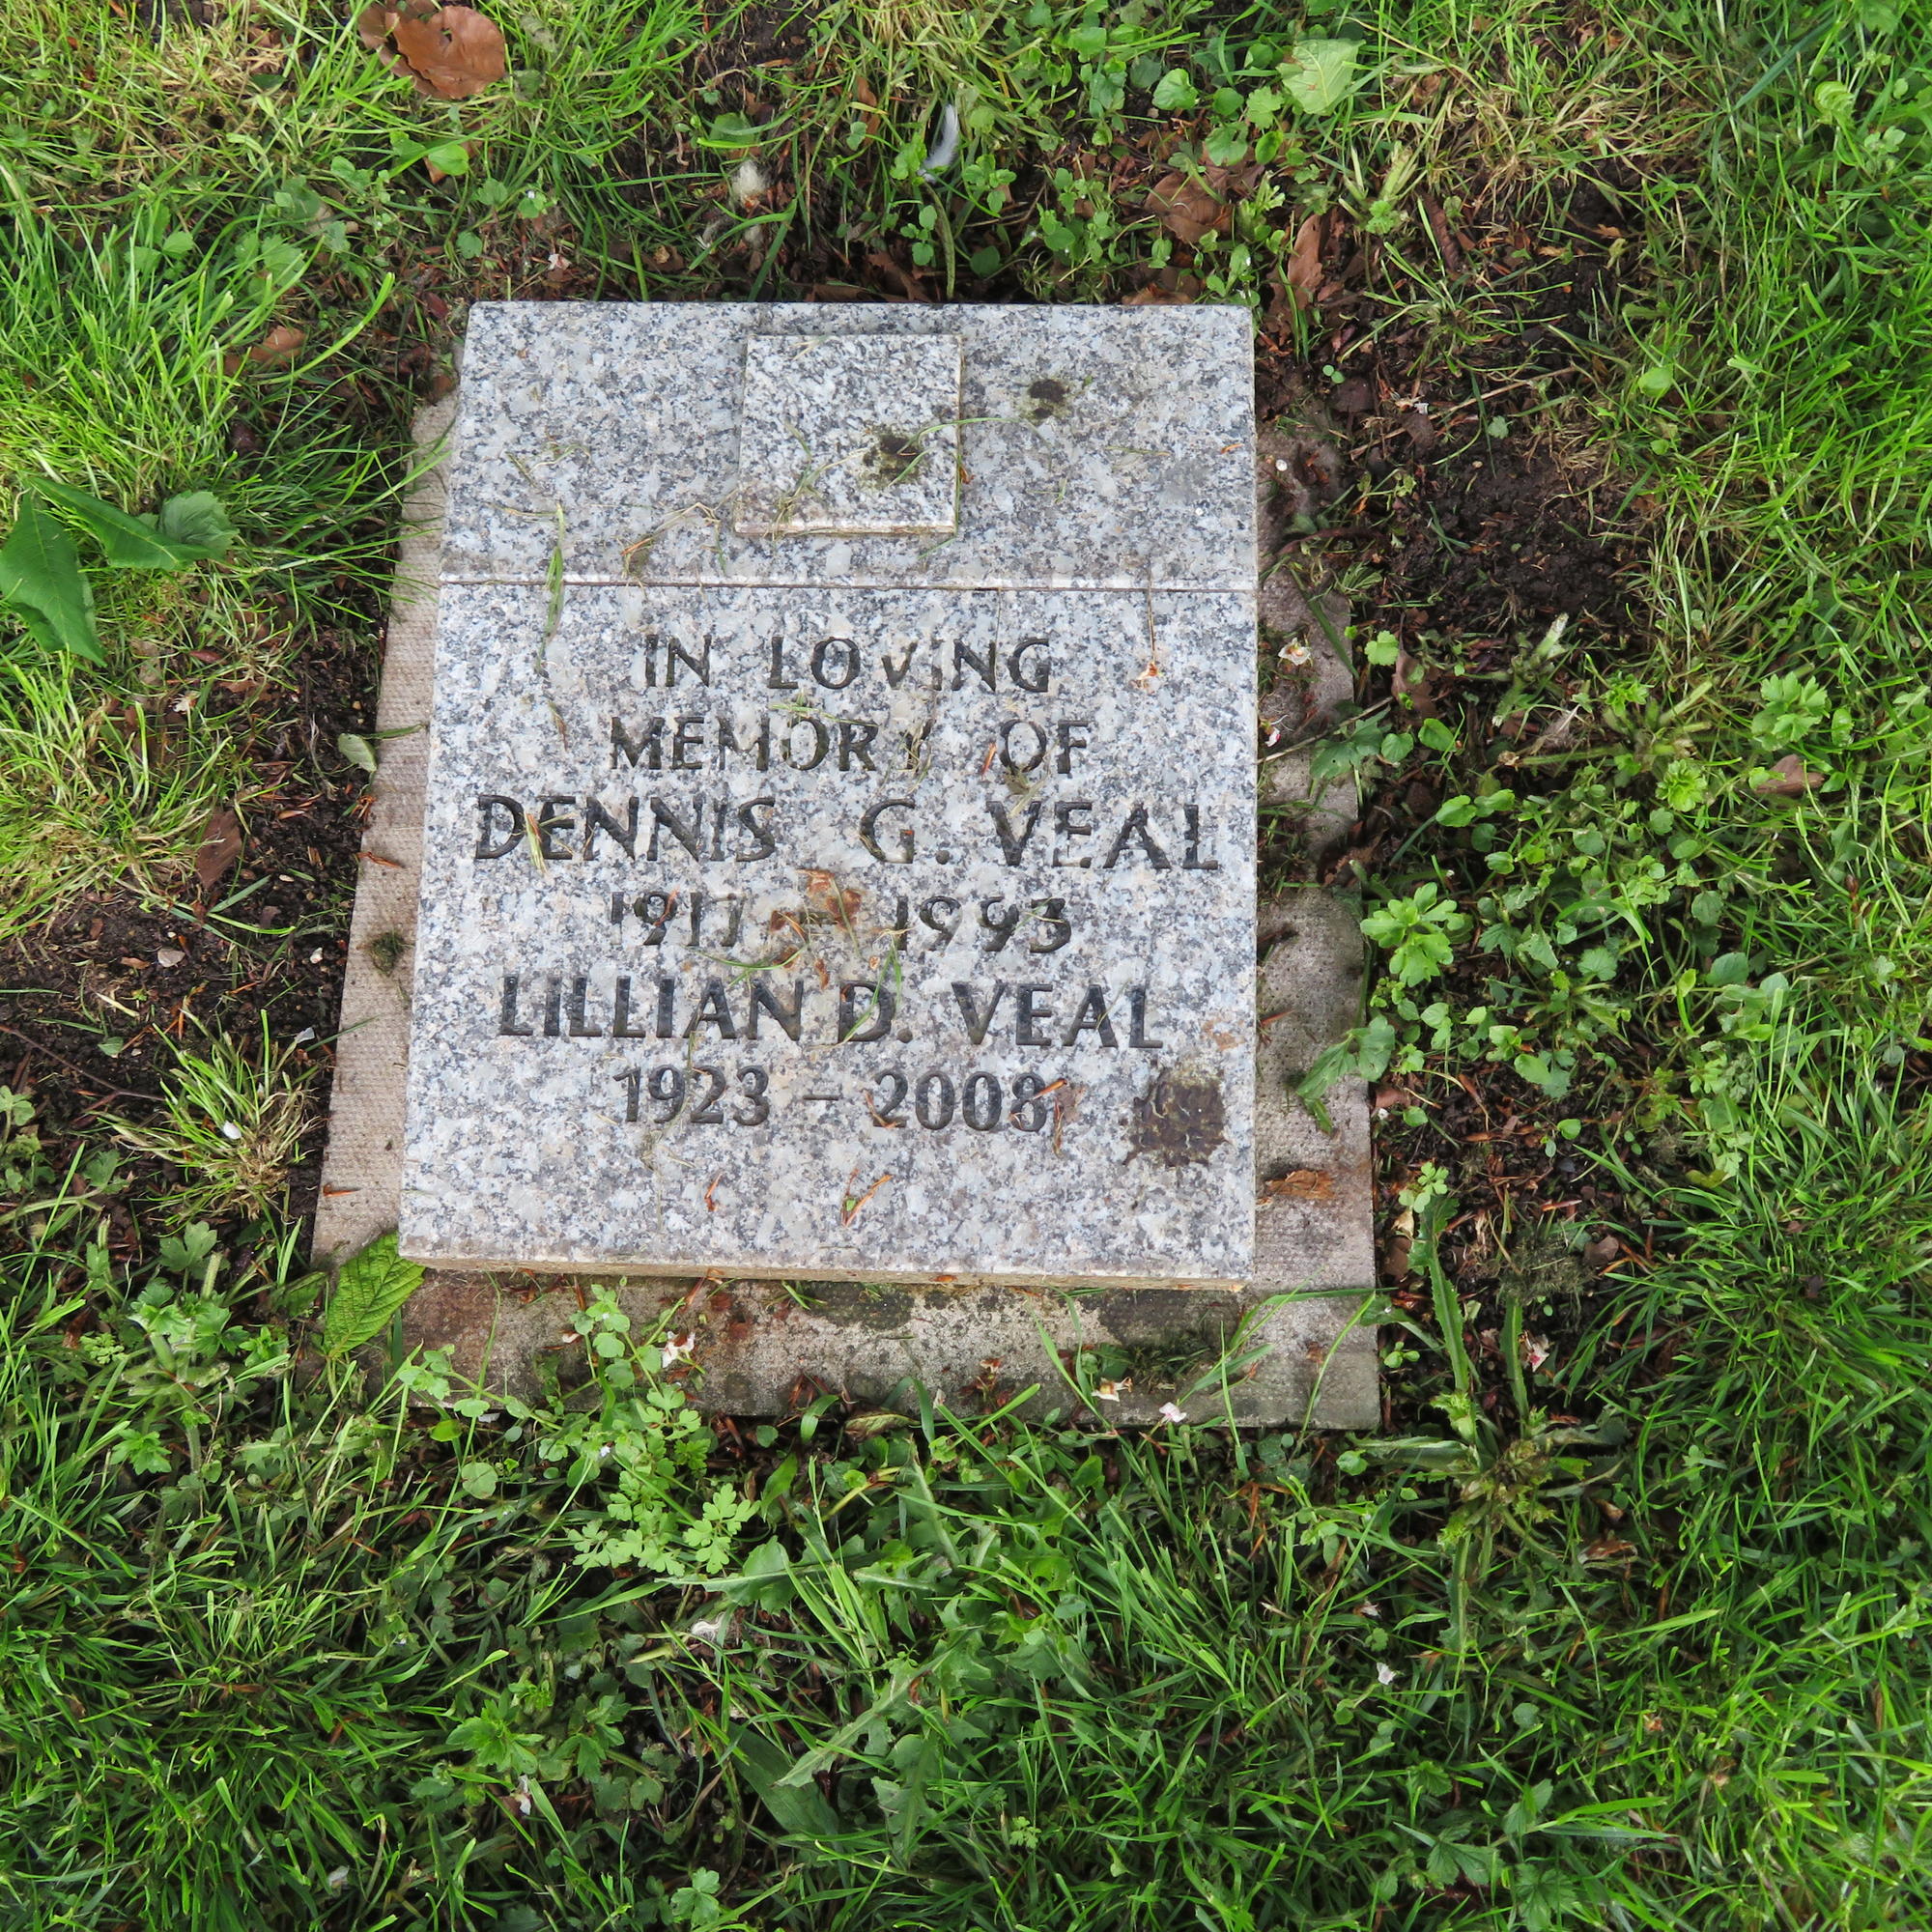 IN LOVING
MEMORY OF
DENNIS G. VEAL
1917 - 1993
LILLIAN D. VEAL
1923 - 2008